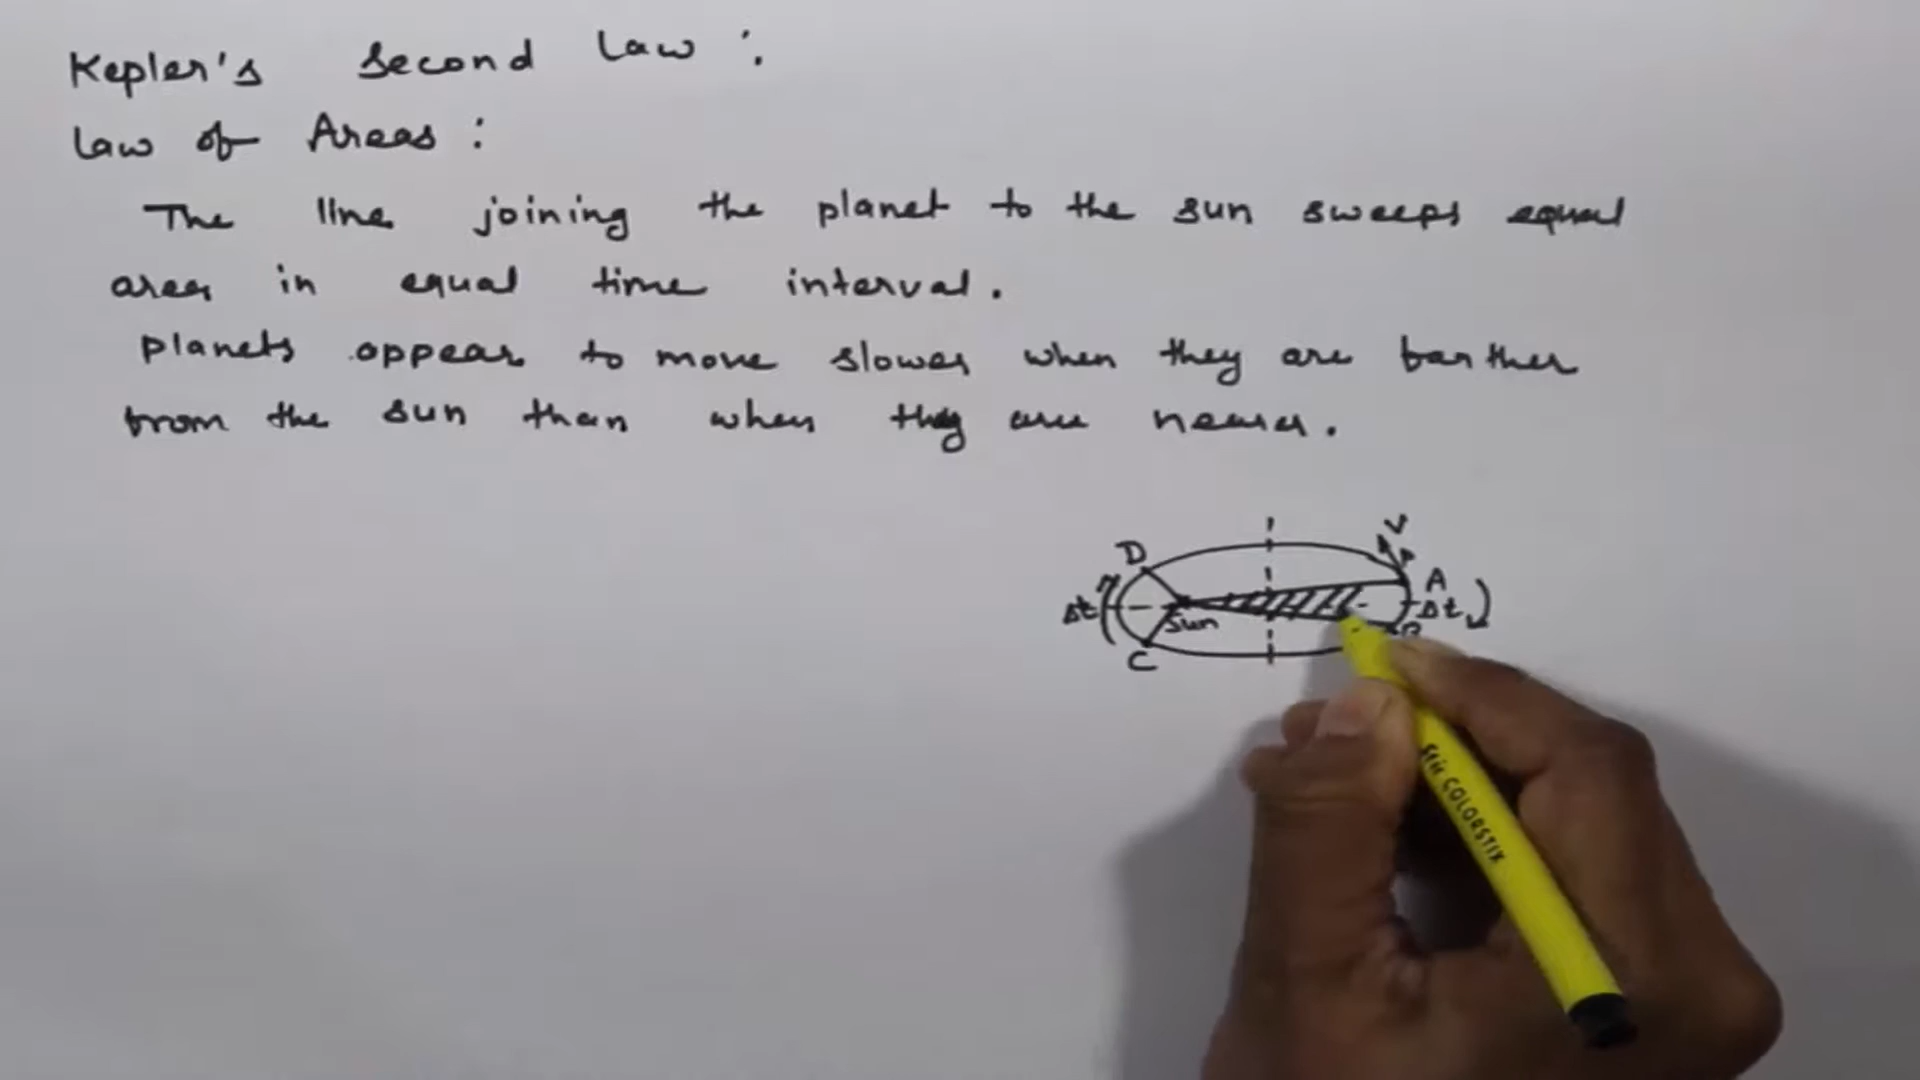 Kepler's Second Law :
Law of Areas :
The line joining the planet to the sun sweeps equal
area in equal time interval.
Planets appear to move slower when they are farther
from the sun than when they are nearer.
V
D
P
A
Δt
Sun
Δt
B
C
Stic COLORSTIX